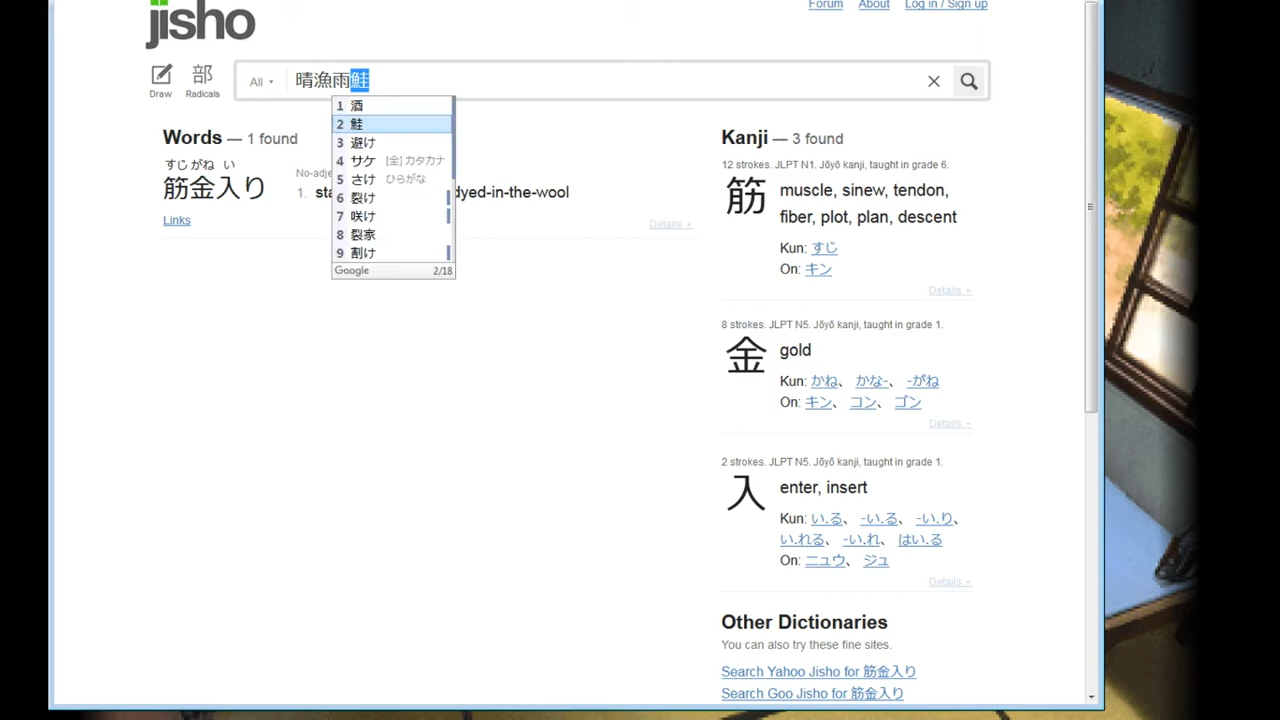 jisho
Forum About Log in / Sign up
Draw
部 Radicals
All 晴漁雨鮭
1 酒
2 鮭
3 避け
4 サケ [全] カタカナ
5 さけ ひらがな
6 裂け
7 咲け
8 裂家
9 割け
Google 2/18
Words — 1 found
すじがね い
筋金入り
No-adje
1. sta dyed-in-the-wool
Links
Details
Kanji — 3 found
12 strokes. JLPT N1. Jōyō kanji, taught in grade 6.
筋 muscle, sinew, tendon,
fiber, plot, plan, descent
Kun: すじ
On: キン
Details
8 strokes. JLPT N5. Jōyō kanji, taught in grade 1.
金 gold
Kun: かね、 かな-、 -がね
On: キン、 コン、 ゴン
Details
2 strokes. JLPT N5. Jōyō kanji, taught in grade 1.
入 enter, insert
Kun: い.る、 -い.る、 -い.り、
い.れる、 -い.れ、 はい.る
On: ニュウ、 ジュ
Details
Other Dictionaries
You can also try these fine sites.
Search Yahoo Jisho for 筋金入り
Search Goo Jisho for 筋金入り